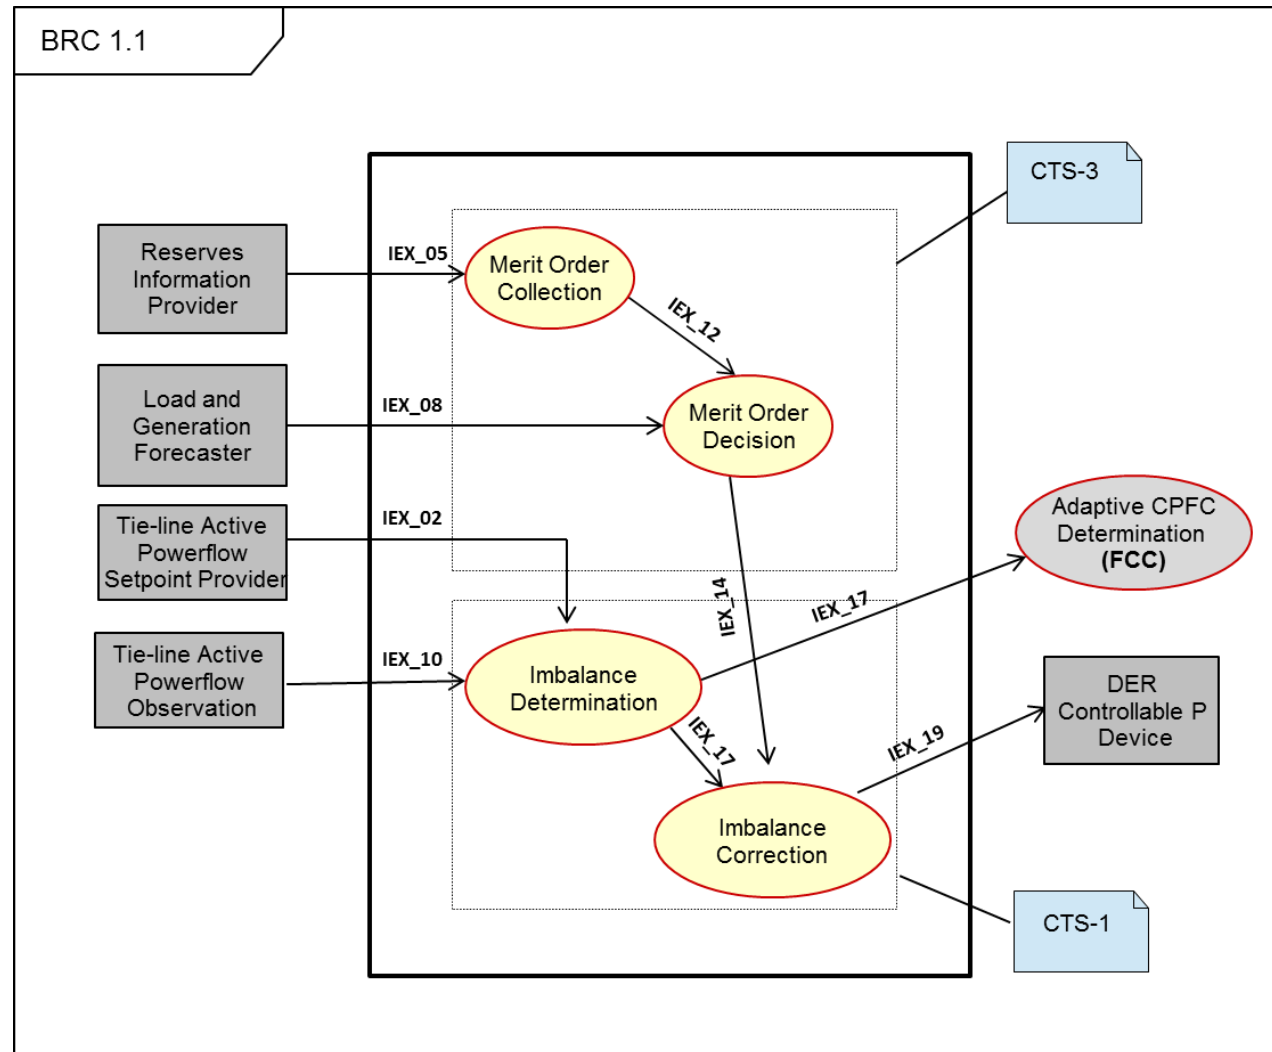 BRC 1.1
CTS-3
Reserves
Information
Provider
IEX_05
Merit Order
Collection
IEX_12
Load and
Generation
Forecaster
IEX_08
Merit Order
Decision
Tie-line Active
Powerflow
Setpoint Provider
IEX_02
Adaptive CPFC
Determination
(FCC)
IEX_14
IEX_17
Tie-line Active
Powerflow
Observation
IEX_10
Imbalance
Determination
IEX_17
IEX_19
DER
Controllable P
Device
Imbalance
Correction
CTS-1